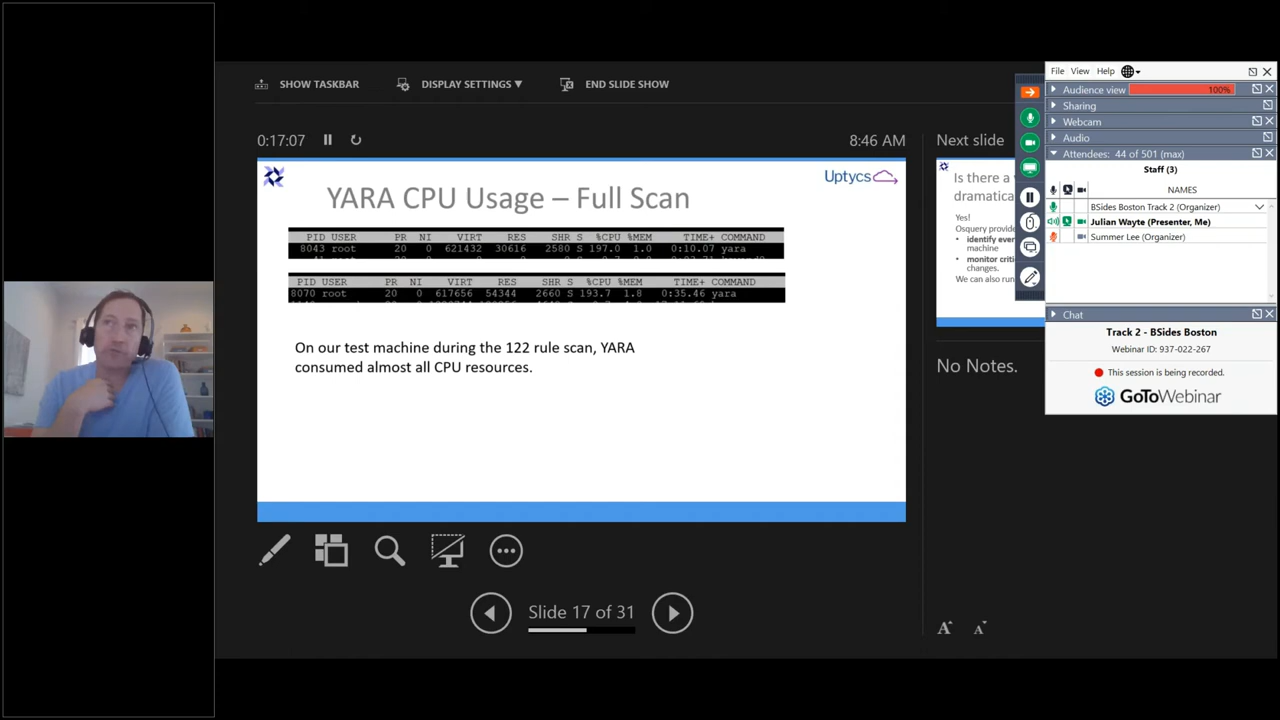 SHOW TASKBAR
DISPLAY SETTINGS ▼
END SLIDE SHOW
0:17:07
8:46 AM
Uptycs
YARA CPU Usage – Full Scan
PID USER PR NI VIRT RES SHR S %CPU %MEM TIME+ COMMAND
8043 root 20 0 621432 30616 2580 S 197.0 1.0 0:10.07 yara
PID USER PR NI VIRT RES SHR S %CPU %MEM TIME+ COMMAND
8070 root 20 0 617656 54344 2660 S 193.7 1.8 0:35.46 yara
On our test machine during the 122 rule scan, YARA
consumed almost all CPU resources.
Slide 17 of 31
Next slide
Is there a
dramatica
Yes!
Osquery provide
• identify ever
machine
• monitor critic
changes.
We can also run
No Notes.
A A
File View Help
Audience view 100%
Sharing
Webcam
Audio
Attendees: 44 of 501 (max)
Staff (3)
NAMES
BSides Boston Track 2 (Organizer)
Julian Wayte (Presenter, Me)
Summer Lee (Organizer)
Chat
Track 2 - BSides Boston
Webinar ID: 937-022-267
This session is being recorded.
GoToWebinar